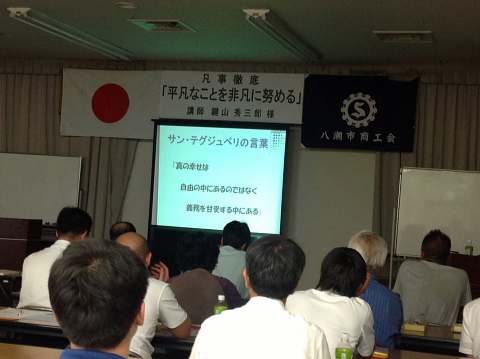 凡事徹底
「平凡なことを非凡に努める」
講師 鍵山秀三郎 様
八潮市商工会
サン・テグジュペリの言葉
「真の幸せは
自由の中にあるのではなく
義務を甘受する中にある」